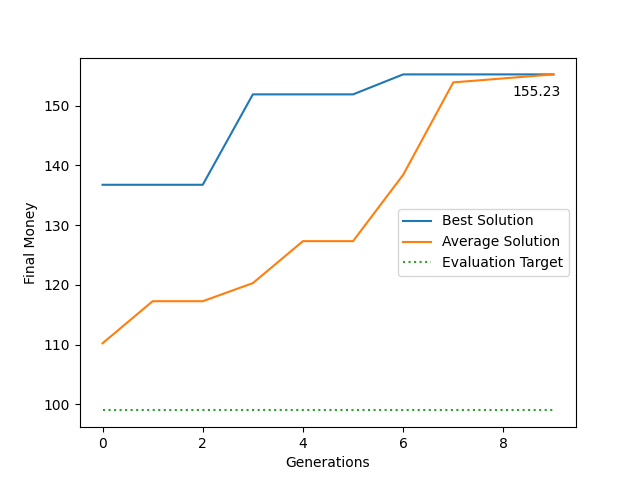 Final Money
150
140
130
120
110
100
155.23
Best Solution
Average Solution
Evaluation Target
0
2
4
6
8
Generations